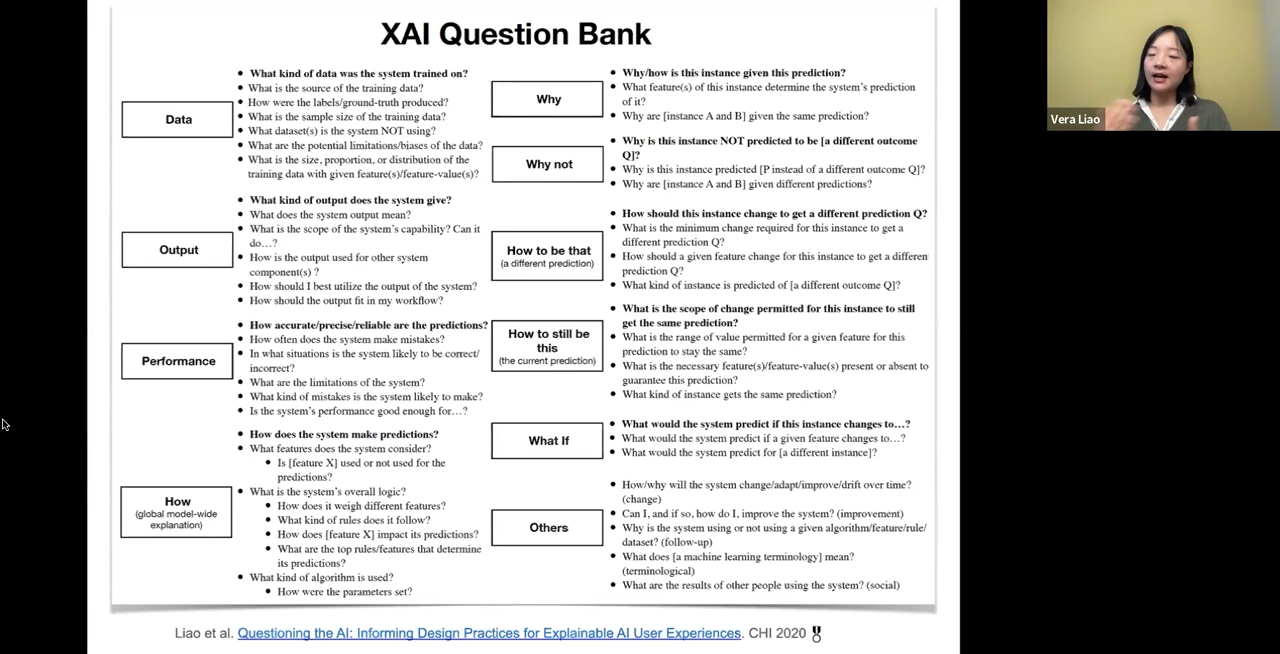 XAI Question Bank
Data
• What kind of data was the system trained on?
• What is the source of the training data?
• How were the labels/ground-truth produced?
• What is the sample size of the training data?
• What dataset(s) is the system NOT using?
• What are the potential limitations/biases of the data?
• What is the size, proportion, or distribution of the
training data with given feature(s)/feature-value(s)?
Output
• What kind of output does the system give?
• What does the system output mean?
• What is the scope of the system's capability? Can it
do…?
• How is the output used for other system
component(s) ?
• How should I best utilize the output of the system?
• How should the output fit in my workflow?
Performance
• How accurate/precise/reliable are the predictions?
• How often does the system make mistakes?
• In what situations is the system likely to be correct/
incorrect?
• What are the limitations of the system?
• What kind of mistakes is the system likely to make?
• Is the system's performance good enough for…?
How
(global model-wide
explanation)
• How does the system make predictions?
• What features does the system consider?
• Is [feature X] used or not used for the
predictions?
• What is the system's overall logic?
• How does it weigh different features?
• What kind of rules does it follow?
• How does [feature X] impact its predictions?
• What are the top rules/features that determine
its predictions?
• What kind of algorithm is used?
• How were the parameters set?
Why
• Why/how is this instance given this prediction?
• What feature(s) of this instance determine the system's prediction
of it?
• Why are [instance A and B] given the same prediction?
Why not
• Why is this instance NOT predicted to be [a different outcome
Q]?
• Why is this instance predicted [P instead of a different outcome Q]?
• Why are [instance A and B] given different predictions?
How to be that
(a different prediction)
• How should this instance change to get a different prediction Q?
• What is the minimum change required for this instance to get a
different prediction Q?
• How should a given feature change for this instance to get a differen
prediction Q?
• What kind of instance is predicted of [a different outcome Q]?
How to still be
this
(the current prediction)
• What is the scope of change permitted for this instance to still
get the same prediction?
• What is the range of value permitted for a given feature for this
prediction to stay the same?
• What is the necessary feature(s)/feature-value(s) present or absent to
guarantee this prediction?
• What kind of instance gets the same prediction?
What If
• What would the system predict if this instance changes to…?
• What would the system predict if a given feature changes to…?
• What would the system predict for [a different instance]?
Others
• How/why will the system change/adapt/improve/drift over time?
(change)
• Can I, and if so, how do I, improve the system? (improvement)
• Why is the system using or not using a given algorithm/feature/rule/
dataset? (follow-up)
• What does [a machine learning terminology] mean?
(terminological)
• What are the results of other people using the system? (social)
Liao et al. Questioning the AI: Informing Design Practices for Explainable AI User Experiences. CHI 2020
Vera Liao